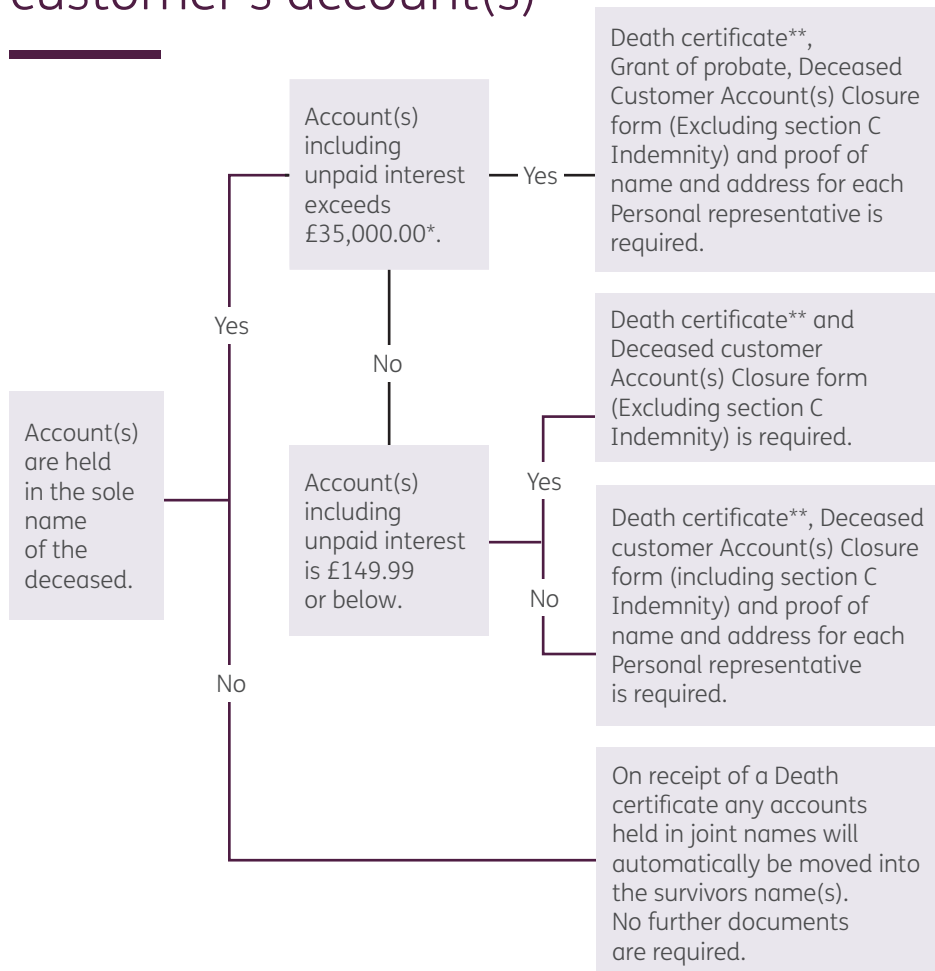 customer's account(s)
Account(s)
are held
in the sole
name
of the
deceased.
Yes
No
Account(s)
including
unpaid interest
exceeds
£35,000.00*.
Yes
No
Account(s)
including
unpaid interest
is £149.99
or below.
Yes
No
Death certificate**,
Grant of probate, Deceased
Customer Account(s) Closure
form (Excluding section C
Indemnity) and proof of
name and address for each
Personal representative is
required.
Death certificate** and
Deceased customer
Account(s) Closure form
(Excluding section C
Indemnity) is required.
Death certificate**, Deceased
customer Account(s) Closure
form (including section C
Indemnity) and proof of
name and address for each
Personal representative
is required.
On receipt of a Death
certificate any accounts
held in joint names will
automatically be moved into
the survivors name(s).
No further documents
are required.